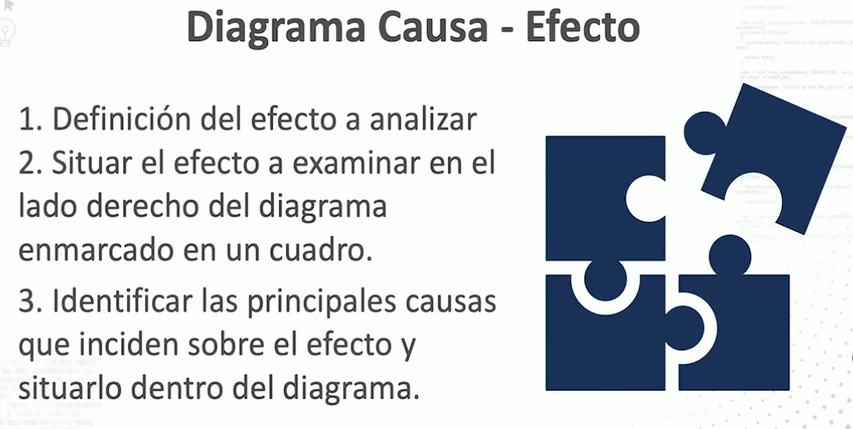 Diagrama Causa - Efecto
1. Definición del efecto a analizar
2. Situar el efecto a examinar en el
lado derecho del diagrama
enmarcado en un cuadro.
3. Identificar las principales causas
que inciden sobre el efecto y
situarlo dentro del diagrama.